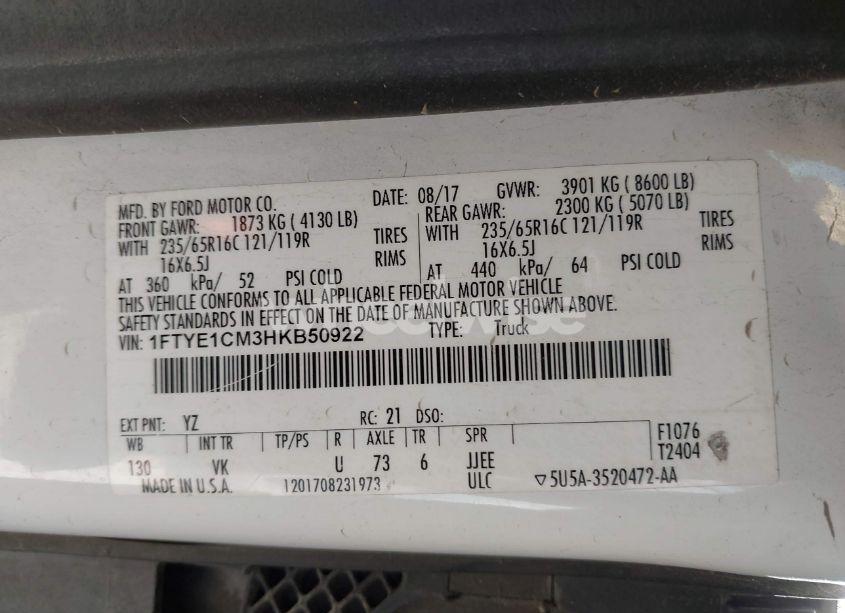 MFD. BY FORD MOTOR CO. DATE: 08/17 GVWR: 3901 KG ( 8600 LB)
FRONT GAWR: 1873 KG ( 4130 LB) REAR GAWR: 2300 KG ( 5070 LB)
WITH 235/65R16C 121/119R TIRES WITH 235/65R16C 121/119R TIRES
16X6.5J RIMS 16X6.5J RIMS
AT 360 kPa/ 52 PSI COLD AT 440 kPa/ 64 PSI COLD
THIS VEHICLE CONFORMS TO ALL APPLICABLE FEDERAL MOTOR VEHICLE
SAFETY STANDARDS IN EFFECT ON THE DATE OF MANUFACTURE SHOWN ABOVE.
VIN: 1FTYE1CM3HKB50922 TYPE: Truck
EXT PNT: YZ RC: 21 DSO:
WB INT TR TP/PS R AXLE TR SPR F1076
130 VK U 73 6 JJEE T2404
MADE IN U.S.A. 1201708231973 ULC ▽5U5A-3520472-AA